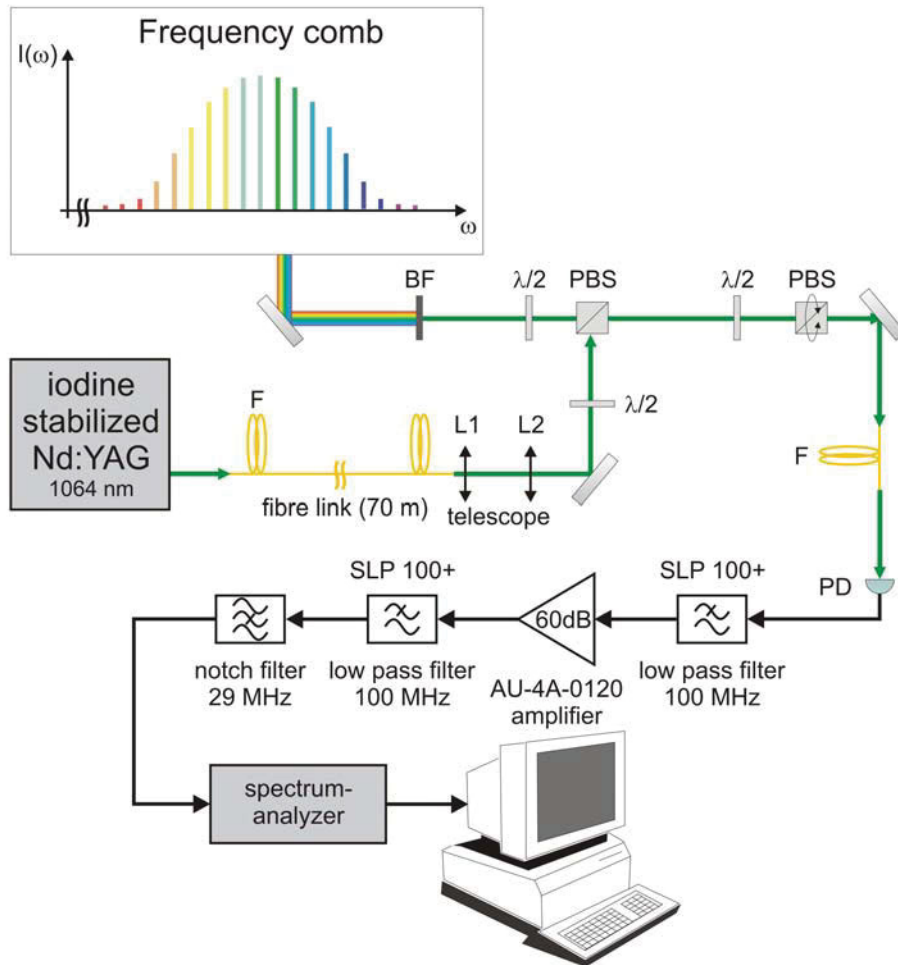 Frequency comb
I(ω)
ω
BF
λ/2
PBS
λ/2
PBS
iodine
stabilized
Nd:YAG
1064 nm
F
L1
L2
λ/2
F
fibre link (70 m)
telescope
PD
SLP 100+
SLP 100+
60dB
notch filter
29 MHz
low pass filter
100 MHz
AU-4A-0120
amplifier
low pass filter
100 MHz
spectrum-
analyzer